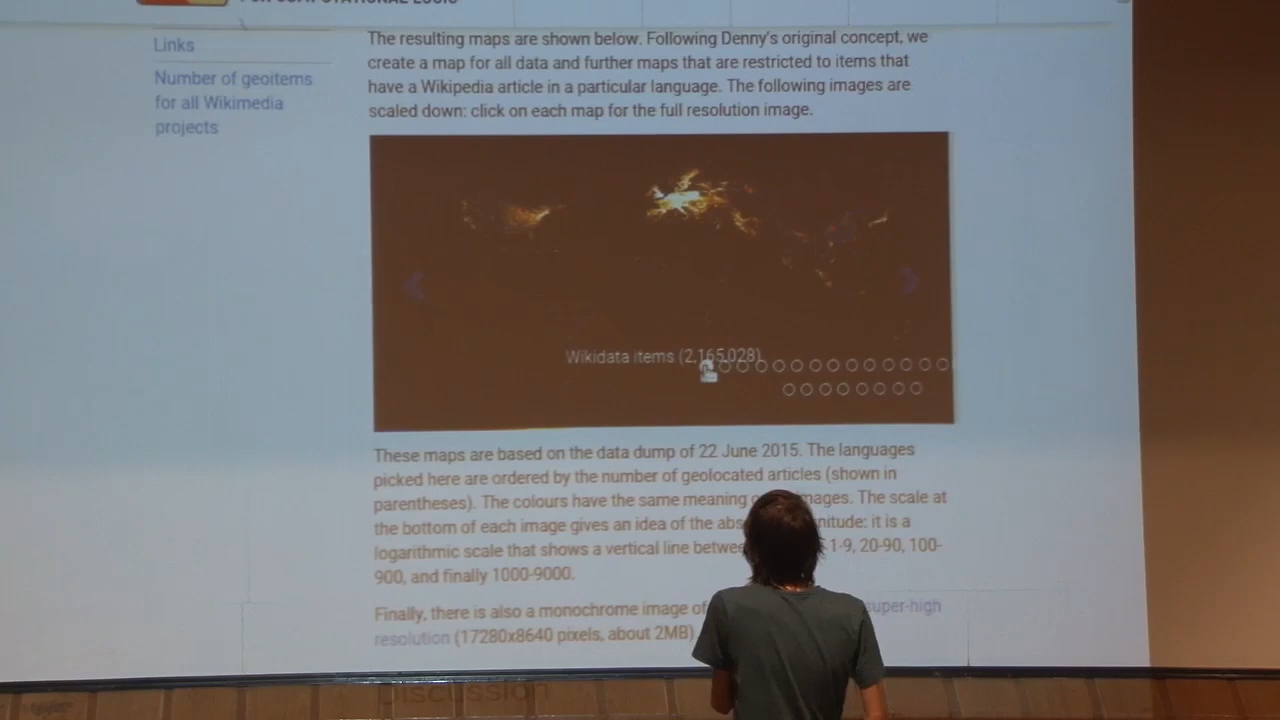 FOR COMPUTATIONAL LOGIC
Links
Number of geoitems
for all Wikimedia
projects
The resulting maps are shown below. Following Denny's original concept, we
create a map for all data and further maps that are restricted to items that
have a Wikipedia article in a particular language. The following images are
scaled down: click on each map for the full resolution image.
Wikidata items (2,165,028)
These maps are based on the data dump of 22 June 2015. The languages
picked here are ordered by the number of geolocated articles (shown in
parentheses). The colours have the same meaning images. The scale at
the bottom of each image gives an idea of the it is a
logarithmic scale that shows a vertical line 1-9, 20-90, 100-
900, and finally 1000-9000.
Finally, there is also a monochrome image of super-high
resolution (17280x8640 pixels, about 2MB)
Discussion